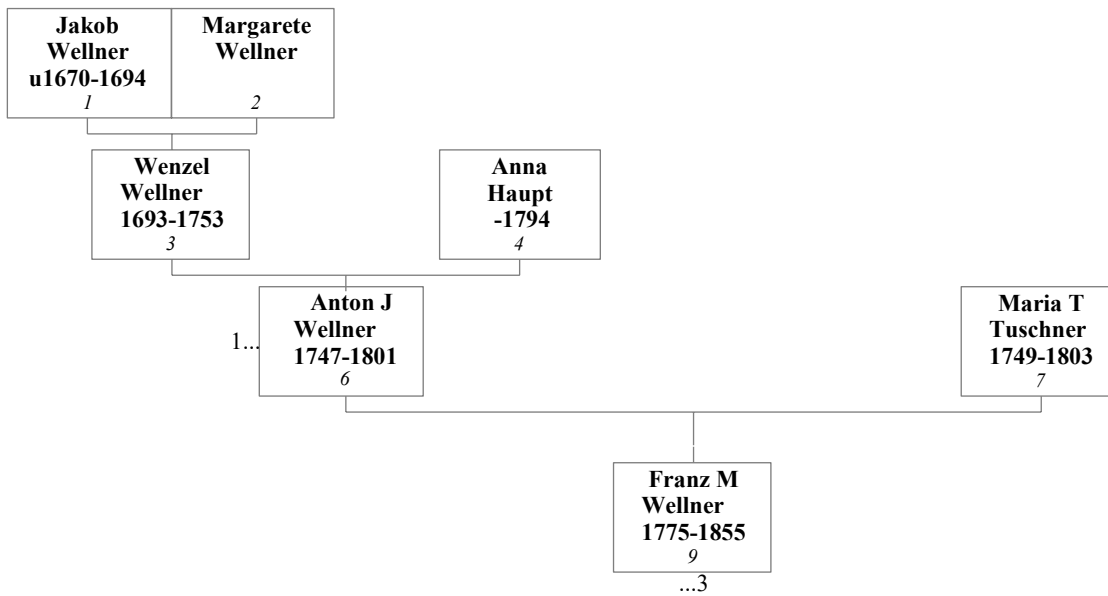 Jakob
Wellner
u1670-1694
1
Margarete
Wellner
2
Wenzel
Wellner
1693-1753
3
Anna
Haupt
-1794
4
1...
Anton J
Wellner
1747-1801
6
Maria T
Tuschner
1749-1803
7
Franz M
Wellner
1775-1855
9
...3